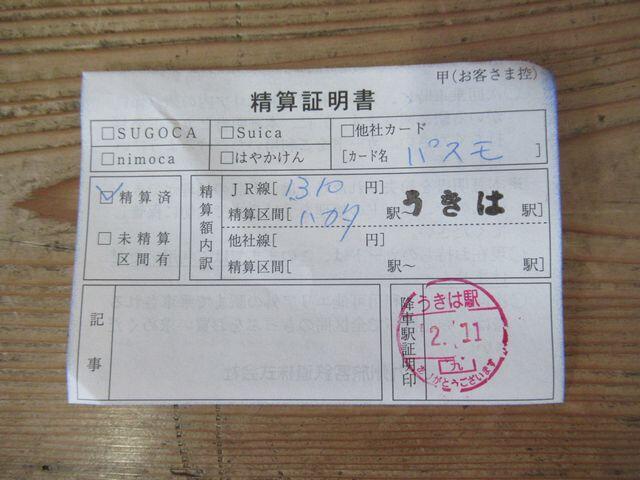 甲(お客さま控)
精算証明書
□SUGOCA □Suica □他社カード
□nimoca □はやかけん [カード名 パスモ ]
☑精算済
□未精算区間有
精算額内訳
JR線[ 1310 円]
精算区間[ ハカタ 駅~ うきは 駅]
他社線[ 円]
精算区間[ 駅~ 駅]
記事
降車駅証明印
うきは駅
2.11
九
ありがとうございます